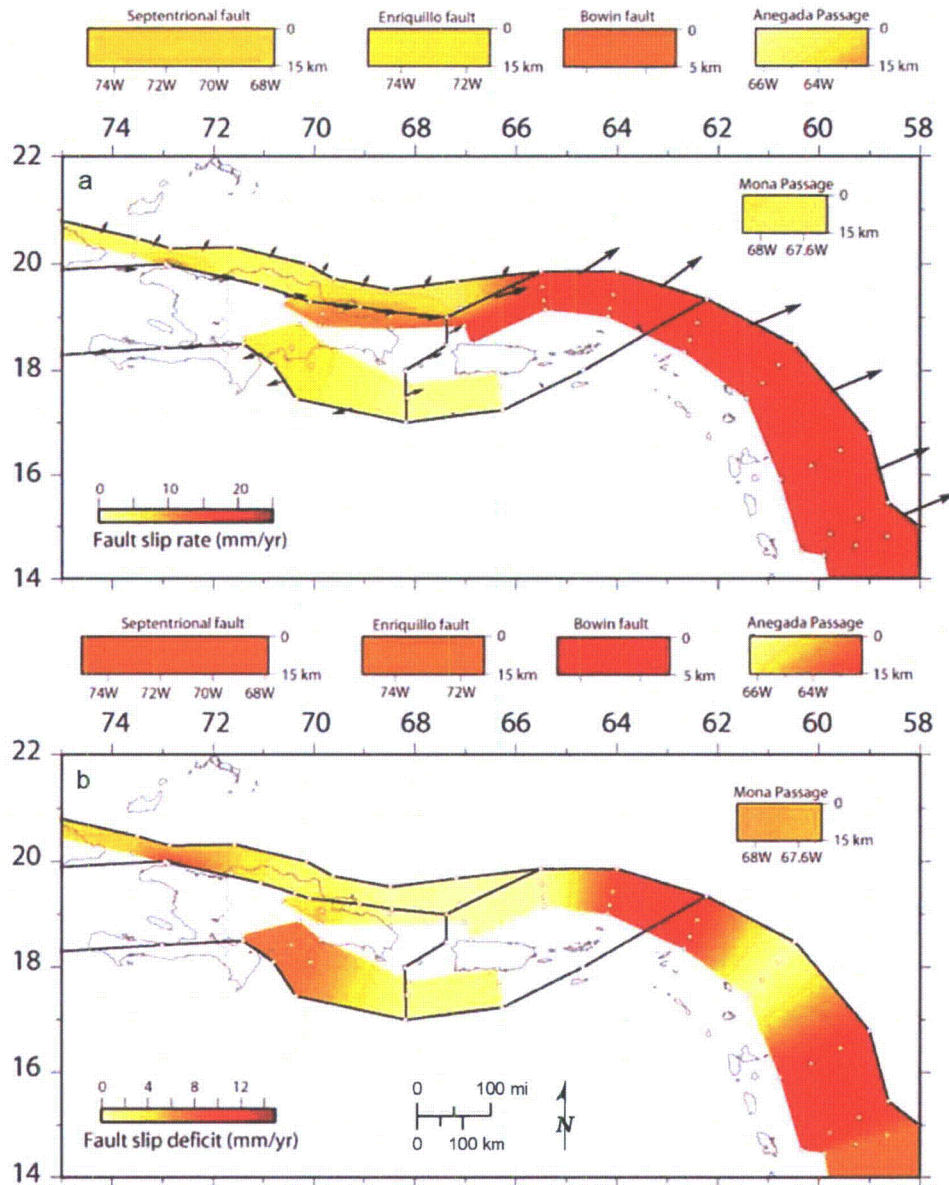 Septentrional fault Enriquillo fault Bowin fault Anegada Passage
0 0 0 0
15 km 15 km 5 km 15 km
74W 72W 70W 68W 74W 72W 66W 64W
74 72 70 68 66 64 62 60 58
22
a
Mona Passage
0
15 km
68W 67.6W
20
18
16
0 10 20
Fault slip rate (mm/yr)
14
Septentrional fault Enriquillo fault Bowin fault Anegada Passage
0 0 0 0
15 km 15 km 5 km 15 km
74W 72W 70W 68W 74W 72W 66W 64W
74 72 70 68 66 64 62 60 58
22
b
Mona Passage
0
15 km
68W 67.6W
20
18
16
0 4 8 12
Fault slip deficit (mm/yr)
0 100 mi
0 100 km
N
14